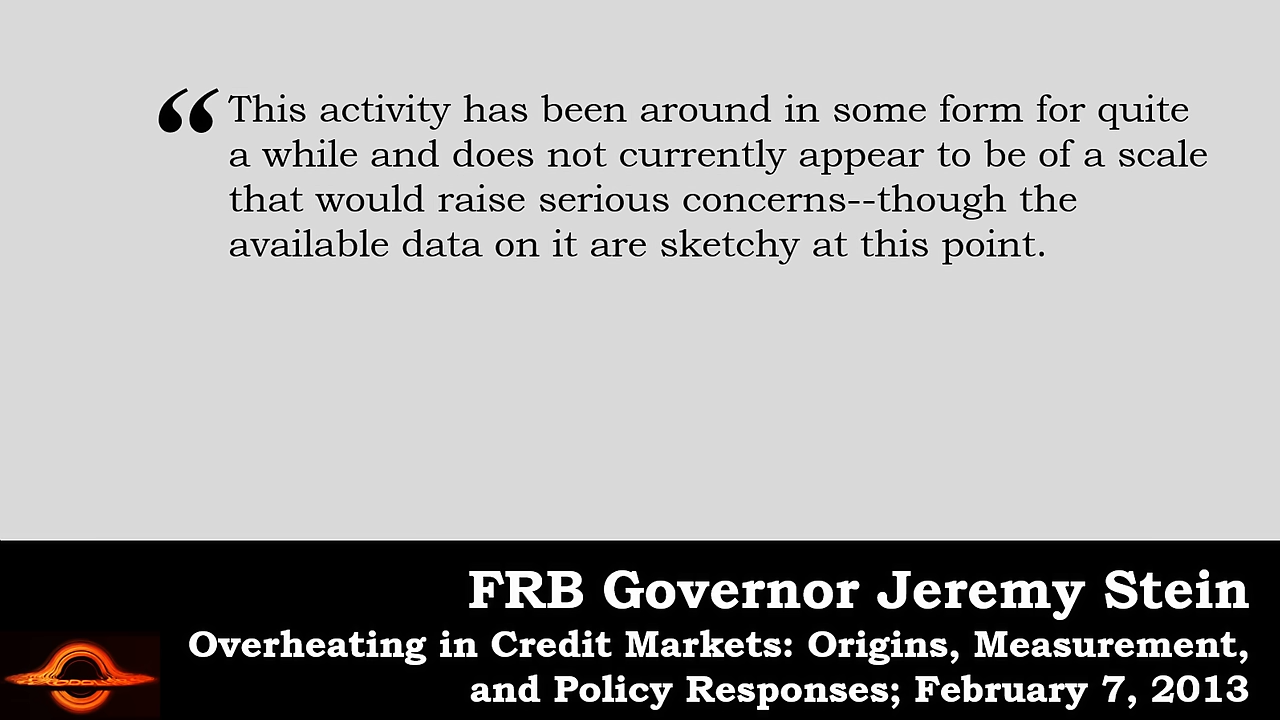 “This activity has been around in some form for quite
a while and does not currently appear to be of a scale
that would raise serious concerns--though the
available data on it are sketchy at this point.
FRB Governor Jeremy Stein
Overheating in Credit Markets: Origins, Measurement,
and Policy Responses; February 7, 2013